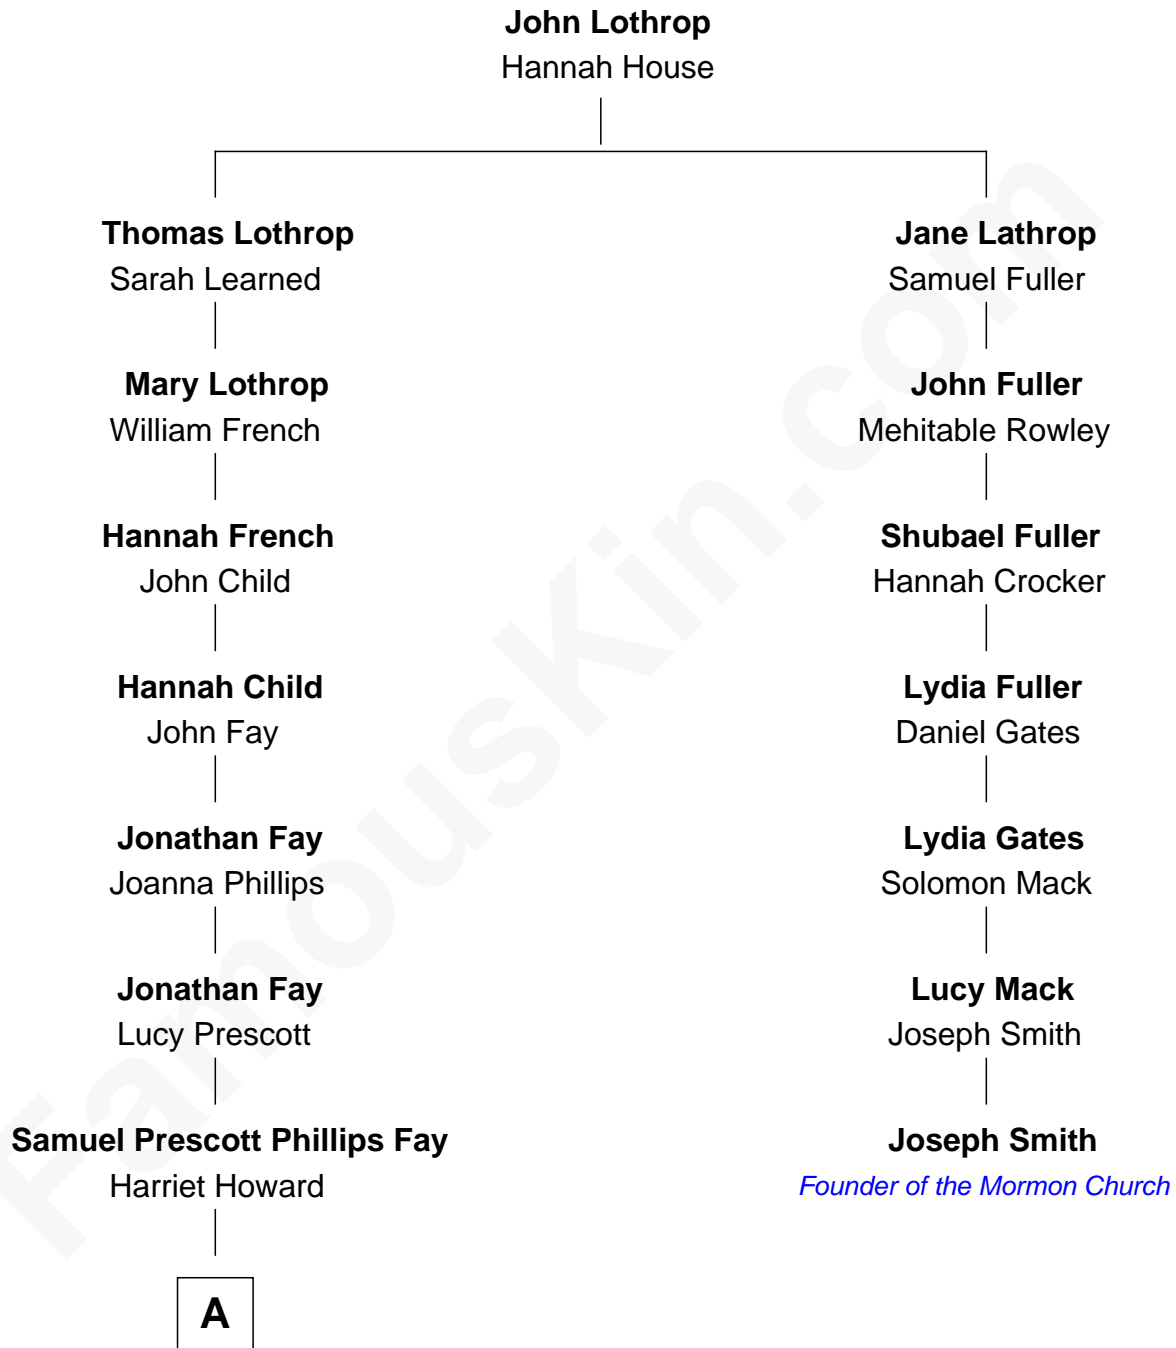 John Lothrop
Hannah House
Thomas Lothrop
Sarah Learned
Jane Lathrop
Samuel Fuller
Mary Lothrop
William French
John Fuller
Mehitable Rowley
Hannah French
John Child
Shubael Fuller
Hannah Crocker
Hannah Child
John Fay
Lydia Fuller
Daniel Gates
Jonathan Fay
Joanna Phillips
Lydia Gates
Solomon Mack
Jonathan Fay
Lucy Prescott
Lucy Mack
Joseph Smith
Samuel Prescott Phillips Fay
Harriet Howard
Joseph Smith
Founder of the Mormon Church
A
FamousKin.com